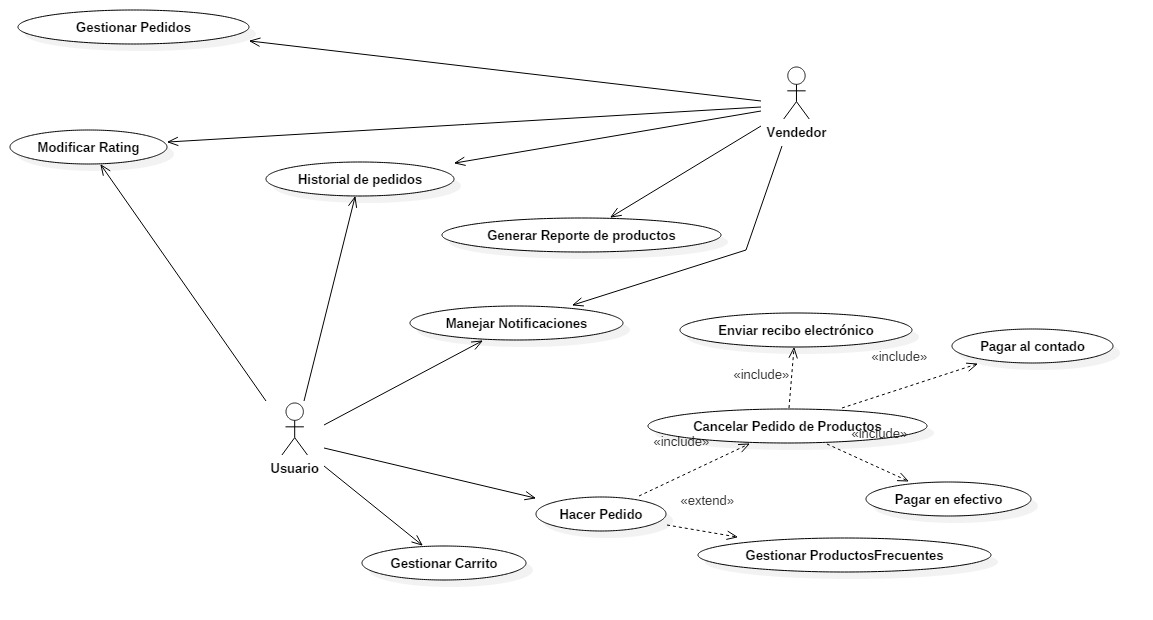 Gestionar Pedidos
Vendedor
Modificar Rating
Historial de pedidos
Generar Reporte de productos
Manejar Notificaciones
Enviar recibo electrónico
Pagar al contado
«include»
«include»
Cancelar Pedido de Productos
«include»
«include»
Usuario
Hacer Pedido
«extend»
Pagar en efectivo
Gestionar Carrito
Gestionar ProductosFrecuentes